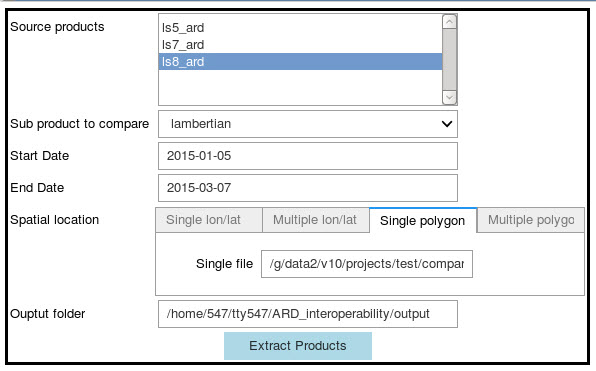 Source products
ls5_ard
ls7_ard
ls8_ard
Sub product to compare lambertian
Start Date 2015-01-05
End Date 2015-03-07
Spatial location Single lon/lat Multiple lon/lat Single polygon Multiple polygo
Single file /g/data2/v10/projects/test/compar
Ouptut folder /home/547/tty547/ARD_interoperability/output
Extract Products